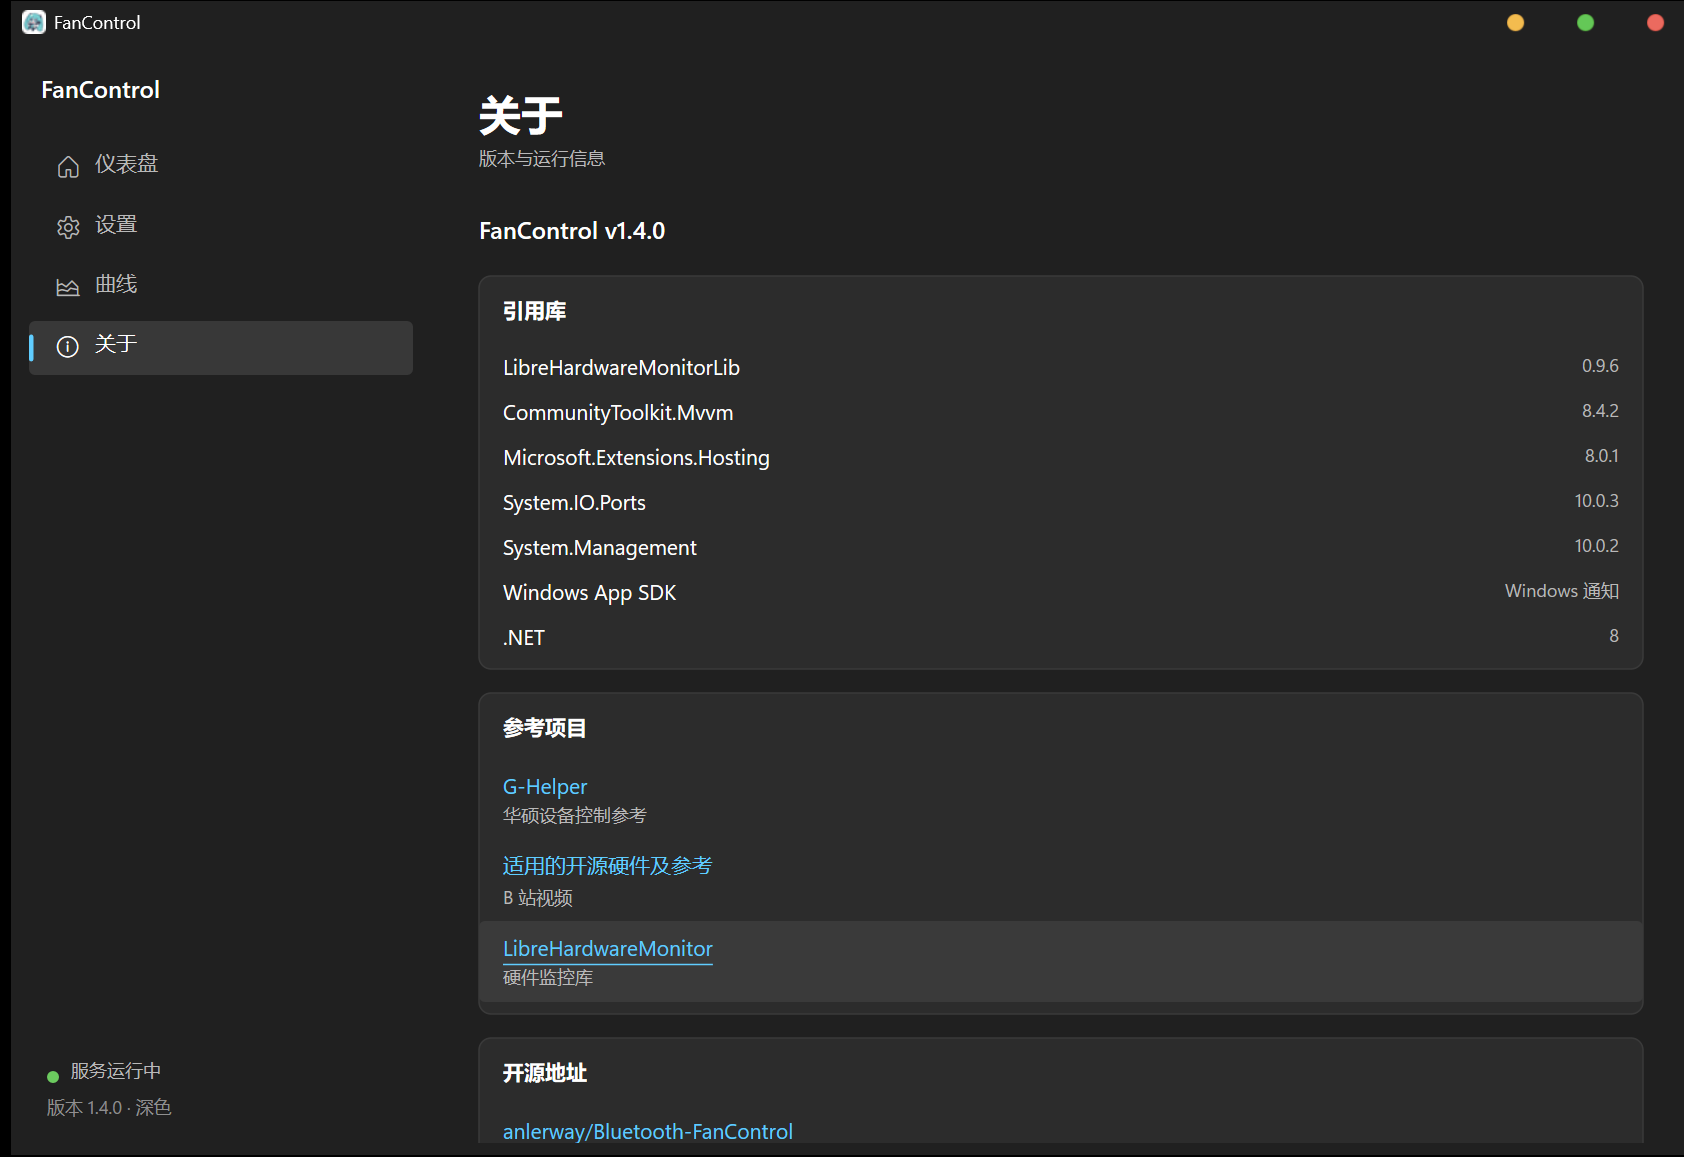 FanControl
FanControl
仪表盘
设置
曲线
关于
服务运行中
版本 1.4.0 · 深色
关于
版本与运行信息
FanControl v1.4.0
引用库
LibreHardwareMonitorLib 0.9.6
CommunityToolkit.Mvvm 8.4.2
Microsoft.Extensions.Hosting 8.0.1
System.IO.Ports 10.0.3
System.Management 10.0.2
Windows App SDK Windows 通知
.NET 8
参考项目
G-Helper
华硕设备控制参考
适用的开源硬件及参考
B 站视频
LibreHardwareMonitor
硬件监控库
开源地址
anlerway/Bluetooth-FanControl